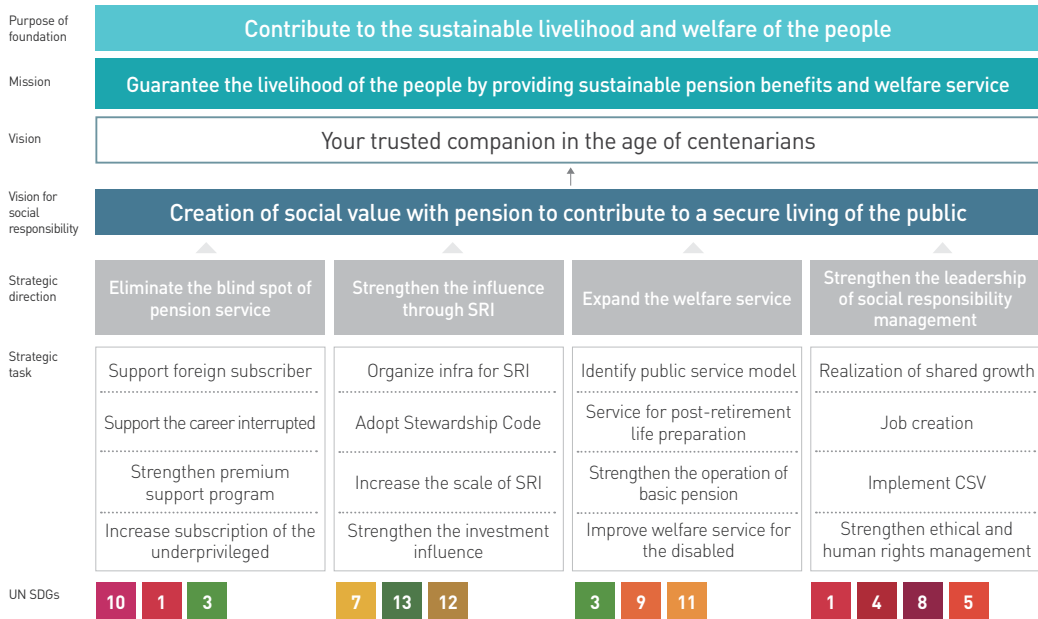 Purpose of
foundation
Contribute to the sustainable livelihood and welfare of the people
Mission
Guarantee the livelihood of the people by providing sustainable pension benefits and welfare service
Vision
Your trusted companion in the age of centenarians
Vision for
social
responsibility
Creation of social value with pension to contribute to a secure living of the public
Strategic
direction
Eliminate the blind spot of
pension service
Strengthen the influence
through SRI
Expand the welfare service
Strengthen the leadership
of social responsibility
management
Strategic
task
Support foreign subscriber
Support the career interrupted
Strengthen premium
support program
Increase subscription of the
underprivileged
Organize infra for SRI
Adopt Stewardship Code
Increase the scale of SRI
Strengthen the investment
influence
Identify public service model
Service for post-retirement
life preparation
Strengthen the operation of
basic pension
Improve welfare service for
the disabled
Realization of shared growth
Job creation
Implement CSV
Strengthen ethical and
human rights management
UN SDGs
10 1 3
7 13 12
3 9 11
1 4 8 5